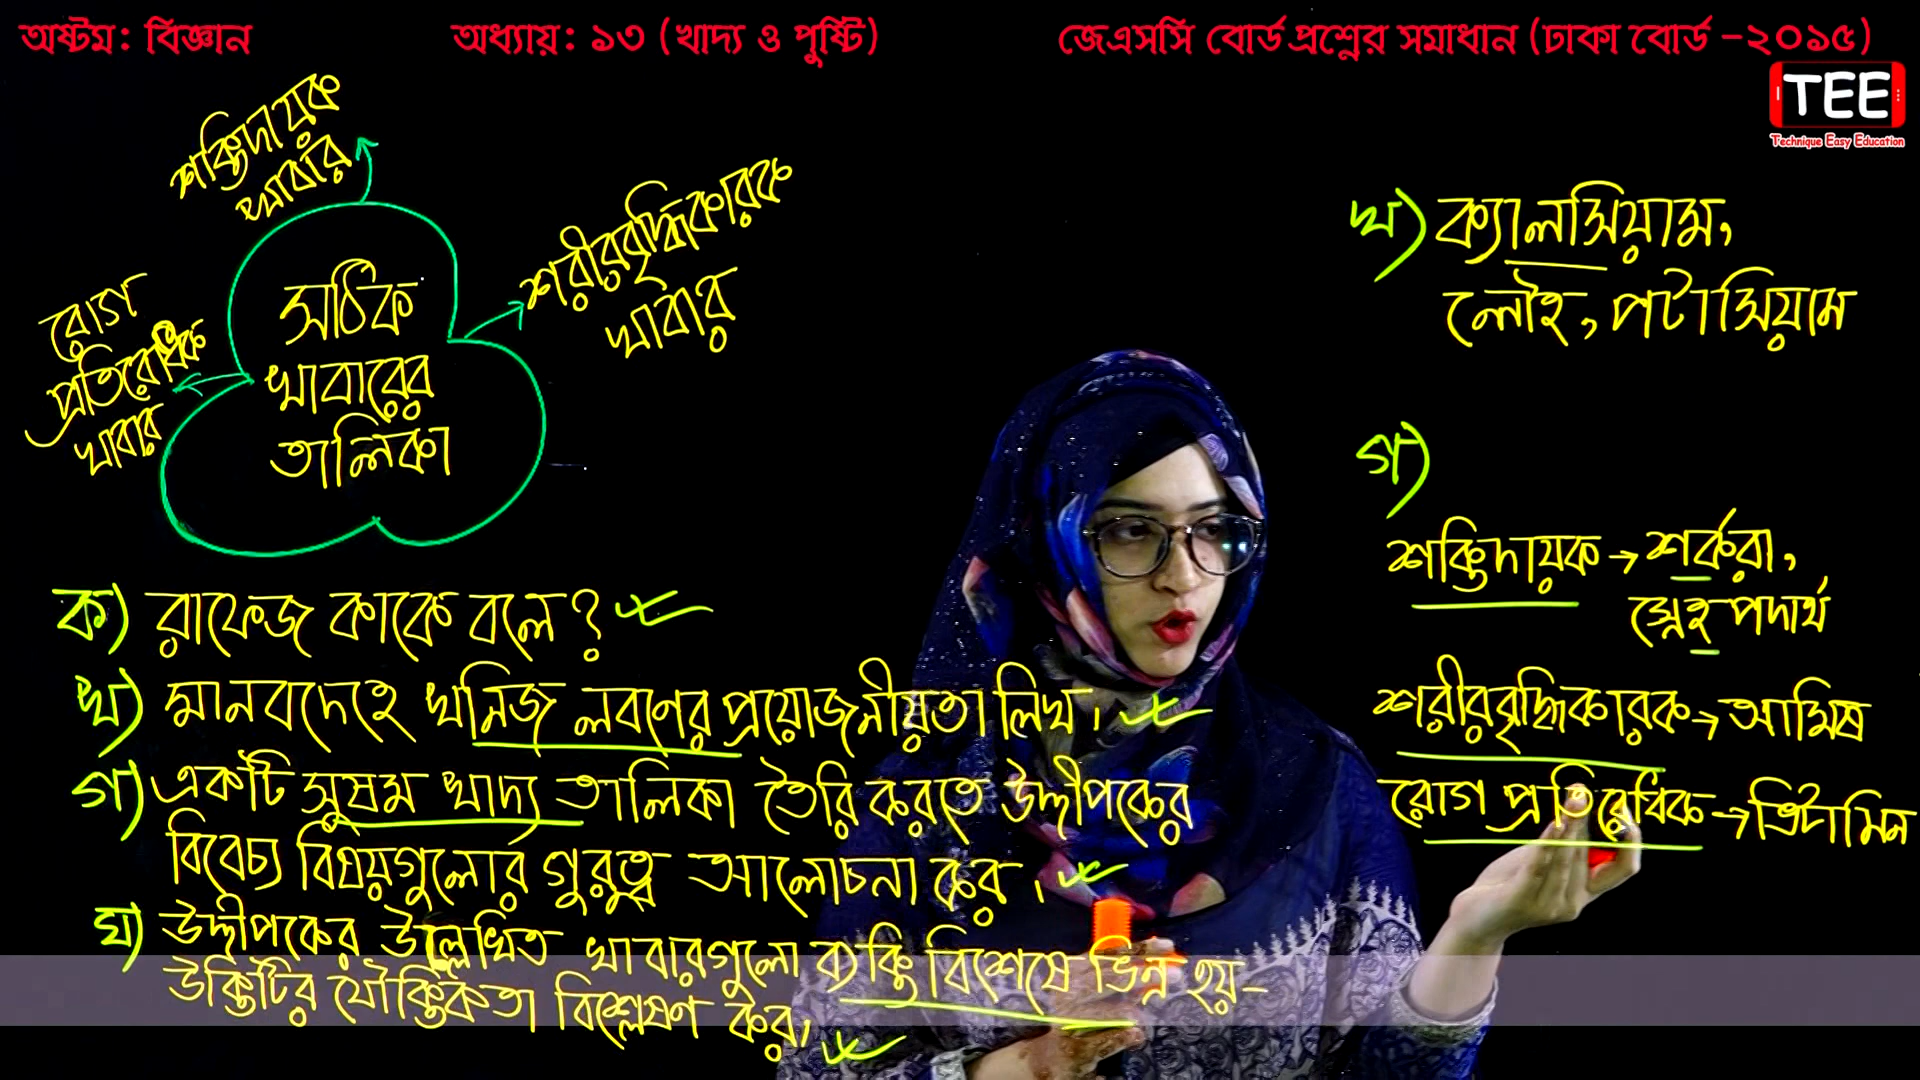 অষ্টম: বিজ্ঞান
অধ্যায়: ১৩ (খাদ্য ও পুষ্টি)
জেএসসি বোর্ড প্রশ্নের সমাধান (ঢাকা বোর্ড -২০১৫)
TEE
Technique Easy Education
শক্তিদায়ক
খাবার
শরীরবৃদ্ধিকারক
খাবার
রোগ
প্রতিরোধিক
খাবার
সঠিক
খাবারের
তালিকা
ক) রাফেজ কাকে বলে?
খ) মানবদেহে খনিজ লবণের প্রয়োজনীয়তা লিখ।
গ) একটি সুষম খাদ্য তালিকা তৈরি করতে উদ্দীপকের
বিবেচ্য বিষয়গুলোর গুরুত্ব আলোচনা কর।
ঘ) উদ্দীপকের উল্লেখিত খাবারগুলো ব্যক্তি বিশেষে ভিন্ন হয়-
উক্তিটির যৌক্তিকতা বিশ্লেষণ কর।
খ) ক্যালসিয়াম,
লৌহ, পটাসিয়াম
গ)
শক্তিদায়ক → শর্করা,
স্নেহ পদার্থ
শরীরবৃদ্ধিকারক → আমিষ
রোগ প্রতিরোধিক → ভিটামিন